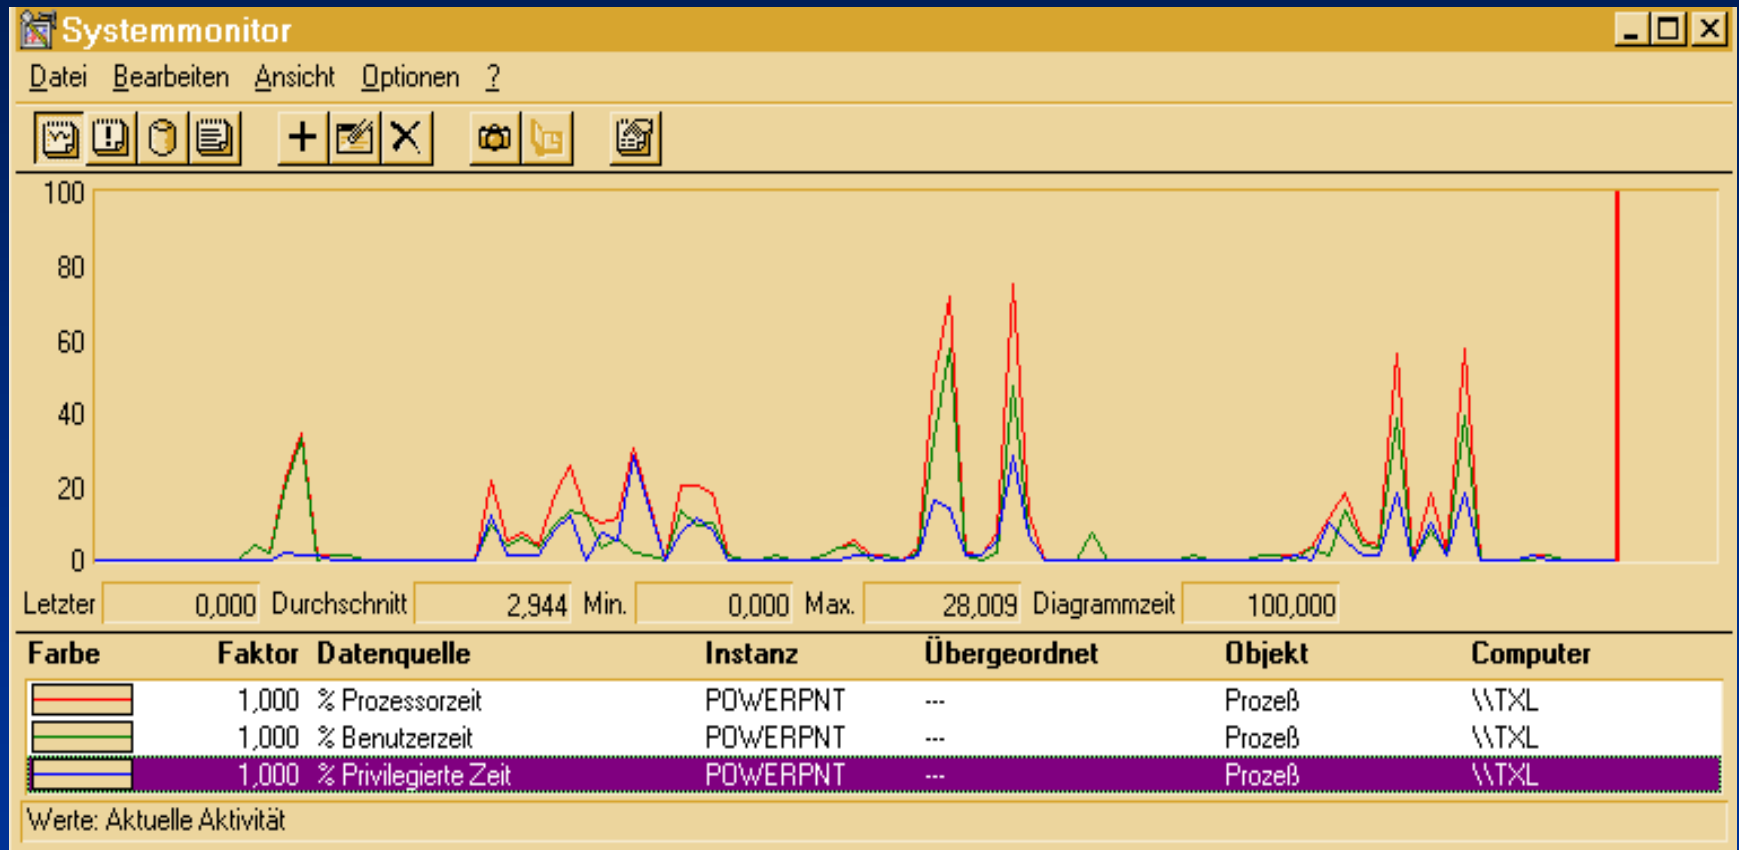 Systemmonitor
Datei Bearbeiten Ansicht Optionen ?
100
80
60
40
20
0
Letzter 0,000 Durchschnitt 2,944 Min. 0,000 Max. 28,009 Diagrammzeit 100,000
Farbe Faktor Datenquelle Instanz Übergeordnet Objekt Computer
1,000 % Prozessorzeit POWERPNT --- Prozeß \\TXL
1,000 % Benutzerzeit POWERPNT --- Prozeß \\TXL
1,000 % Privilegierte Zeit POWERPNT --- Prozeß \\TXL
Werte: Aktuelle Aktivität